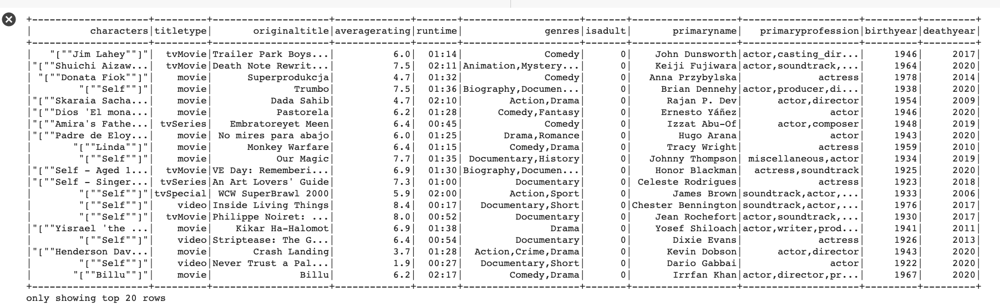 +--------------------+---------+--------------------+-------------+-------+--------------------+-------+------------------+--------------------+---------+---------+
|          characters|titletype|       originaltitle|averagerating|runtime|              genres|isadult|       primaryname|   primaryprofession|birthyear|deathyear|
+--------------------+---------+--------------------+-------------+-------+--------------------+-------+------------------+--------------------+---------+---------+
|   "[""Jim Lahey""]"|  tvMovie|Trailer Park Boys...|          6.0|  01:14|              Comedy|      0|    John Dunsworth|actor,casting_dir...|     1946|     2017|
|"[""Shuichi Aizaw...|  tvMovie|Death Note Rewrit...|          7.5|  02:11|Animation,Mystery...|      0|    Keiji Fujiwara|actor,soundtrack,...|     1964|     2020|
| "[""Donata Fiok""]"|    movie|      Superprodukcja|          4.7|  01:32|              Comedy|      0|   Anna Przybylska|             actress|     1978|     2014|
|        "[""Self""]"|    movie|              Trumbo|          7.5|  01:36|Biography,Documen...|      0|     Brian Dennehy|actor,producer,di...|     1938|     2020|
|"[""Skaraia Sacha...|    movie|          Dada Sahib|          4.7|  02:10|        Action,Drama|      0|      Rajan P. Dev|      actor,director|     1954|     2009|
|"[""Dios 'El mona...|    movie|           Pastorela|          6.2|  01:28|      Comedy,Fantasy|      0|     Ernesto Yáñez|               actor|     1946|     2020|
|"[""Amira's Fathe...| tvSeries|   Embratoreyet Meen|          6.4|  00:45|              Comedy|      0|      Izzat Abu-Of|      actor,composer|     1948|     2019|
|"[""Padre de Eloy...|    movie| No mires para abajo|          6.0|  01:25|       Drama,Romance|      0|        Hugo Arana|               actor|     1943|     2020|
|       "[""Linda""]"|    movie|      Monkey Warfare|          6.4|  01:15|        Comedy,Drama|      0|      Tracy Wright|             actress|     1959|     2010|
|        "[""Self""]"|    movie|           Our Magic|          7.7|  01:35| Documentary,History|      0|   Johnny Thompson| miscellaneous,actor|     1934|     2019|
|"[""Self - Aged 1...|  tvMovie|VE Day: Rememberi...|          6.9|  01:30|Biography,Documen...|      0|    Honor Blackman|  actress,soundtrack|     1925|     2020|
|"[""Self - Singer...| tvSeries|An Art Lovers' Guide|          7.3|  01:00|         Documentary|      0| Celeste Rodrigues|             actress|     1923|     2018|
|        "[""Self""]"|tvSpecial| WCW SuperBrawl 2000|          5.9|  02:00|        Action,Sport|      0|       James Brown|soundtrack,actor,...|     1933|     2006|
|        "[""Self""]"|    video|Inside Living Things|          8.4|  00:17|   Documentary,Short|      0|Chester Bennington|soundtrack,actor,...|     1976|     2017|
|        "[""Self""]"|  tvMovie|Philippe Noiret: ...|          8.0|  00:52|         Documentary|      0|    Jean Rochefort|actor,soundtrack,...|     1930|     2017|
|"[""Yisrael 'the ...|    movie|    Kikar Ha-Halomot|          6.9|  01:38|               Drama|      0|    Yosef Shiloach|actor,writer,prod...|     1941|     2011|
|        "[""Self""]"|    video|Striptease: The G...|          6.4|  00:54|         Documentary|      0|       Dixie Evans|             actress|     1926|     2013|
|"[""Henderson Dav...|    movie|       Crash Landing|          3.7|  01:28|  Action,Crime,Drama|      0|      Kevin Dobson|      actor,director|     1943|     2020|
|        "[""Self""]"|    video|Never Trust a Pal...|          1.9|  00:27|   Documentary,Short|      0|      Dario Gabbai|               actor|     1922|     2020|
|       "[""Billu""]"|    movie|               Billu|          6.2|  02:17|        Comedy,Drama|      0|       Irrfan Khan|actor,director,pr...|     1967|     2020|
+--------------------+---------+--------------------+-------------+-------+--------------------+-------+------------------+--------------------+---------+---------+
only showing top 20 rows